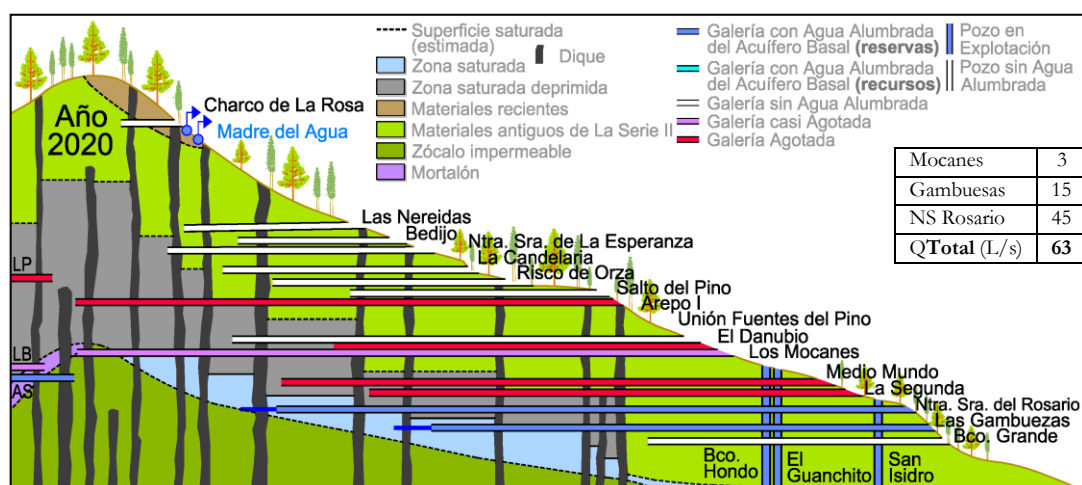 Año
2020
Charco de La Rosa
Madre del Agua
Superficie saturada
(estimada)
Dique
Zona saturada
Zona saturada deprimida
Materiales recientes
Materiales antiguos de La Serie II
Zócalo impermeable
Mortalón
Galería con Agua Alumbrada
del Acuífero Basal (reservas)
Galería con Agua Alumbrada
del Acuífero Basal (recursos)
Galería sin Agua Alumbrada
Galería casi Agotada
Galería Agotada
Pozo en
Explotación
Pozo sin Agua
Alumbrada
Mocanes 3
Gambuesas 15
NS Rosario 45
QTotal (L/s) 63
Las Nereidas
Bedijo
Ntra. Sra. de La Esperanza
La Candelaria
Risco de Orza
Salto del Pino
Arepo I
Unión Fuentes del Pino
El Danubio
Los Mocanes
Medio Mundo
La Segunda
Ntra. Sra. del Rosario
Las Gambuezas
Bco. Grande
LP
LB
AS
Bco.
Hondo
El
Guanchito
San
Isidro